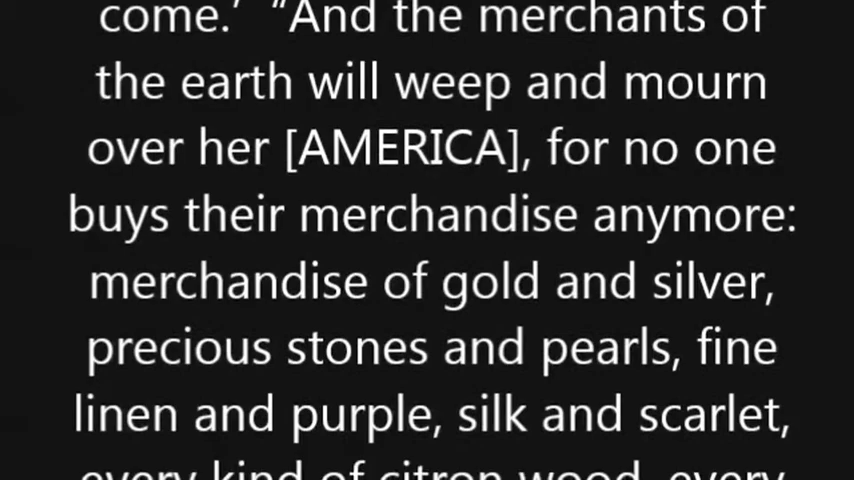 come.’ “And the merchants of
the earth will weep and mourn
over her [AMERICA], for no one
buys their merchandise anymore:
merchandise of gold and silver,
precious stones and pearls, fine
linen and purple, silk and scarlet,
every kind of citron wood, every